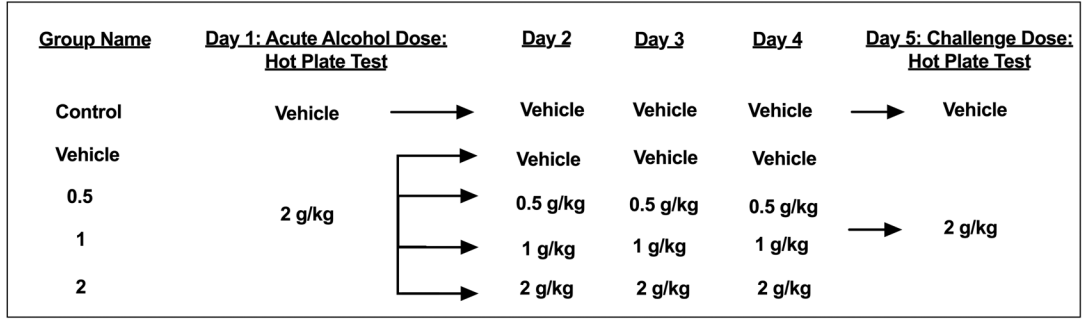 Group Name Day 1: Acute Alcohol Dose: Day 2 Day 3 Day 4 Day 5: Challenge Dose:
Hot Plate Test Hot Plate Test
Control Vehicle Vehicle Vehicle Vehicle Vehicle
Vehicle Vehicle Vehicle Vehicle
0.5 0.5 g/kg 0.5 g/kg 0.5 g/kg
2 g/kg 2 g/kg
1 1 g/kg 1 g/kg 1 g/kg
2 2 g/kg 2 g/kg 2 g/kg